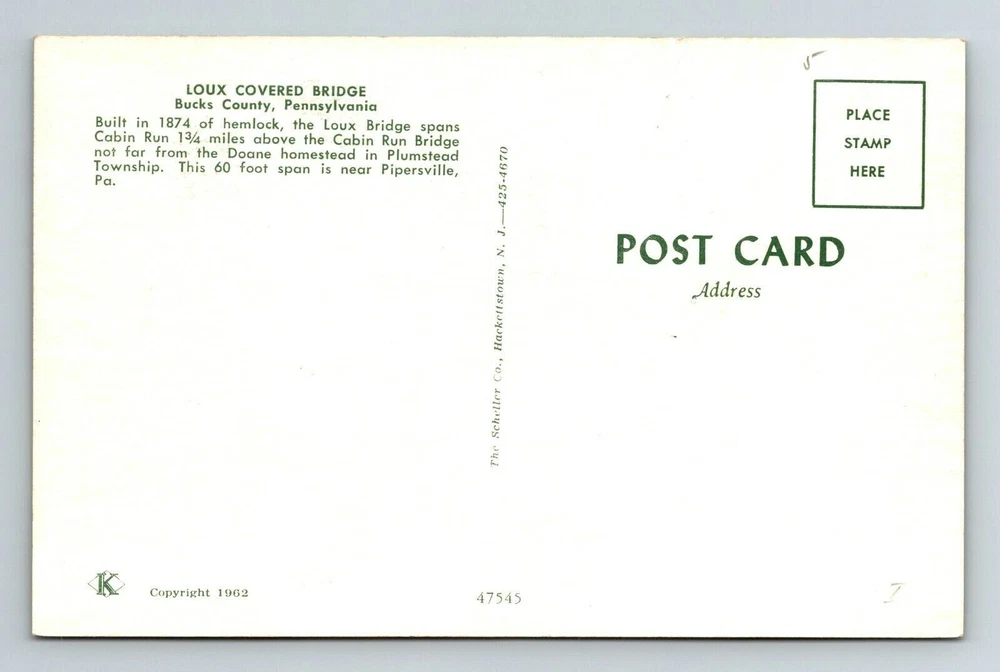 LOUX COVERED BRIDGE
Bucks County, Pennsylvania
Built in 1874 of hemlock, the Loux Bridge spans
Cabin Run 1¾ miles above the Cabin Run Bridge
not far from the Doane homestead in Plumstead
Township. This 60 foot span is near Pipersville,
Pa.
K
Copyright 1962
The Scheller Co., Hackettstown, N. J.—425-4670
47545
5
PLACE
STAMP
HERE
POST CARD
Address
I